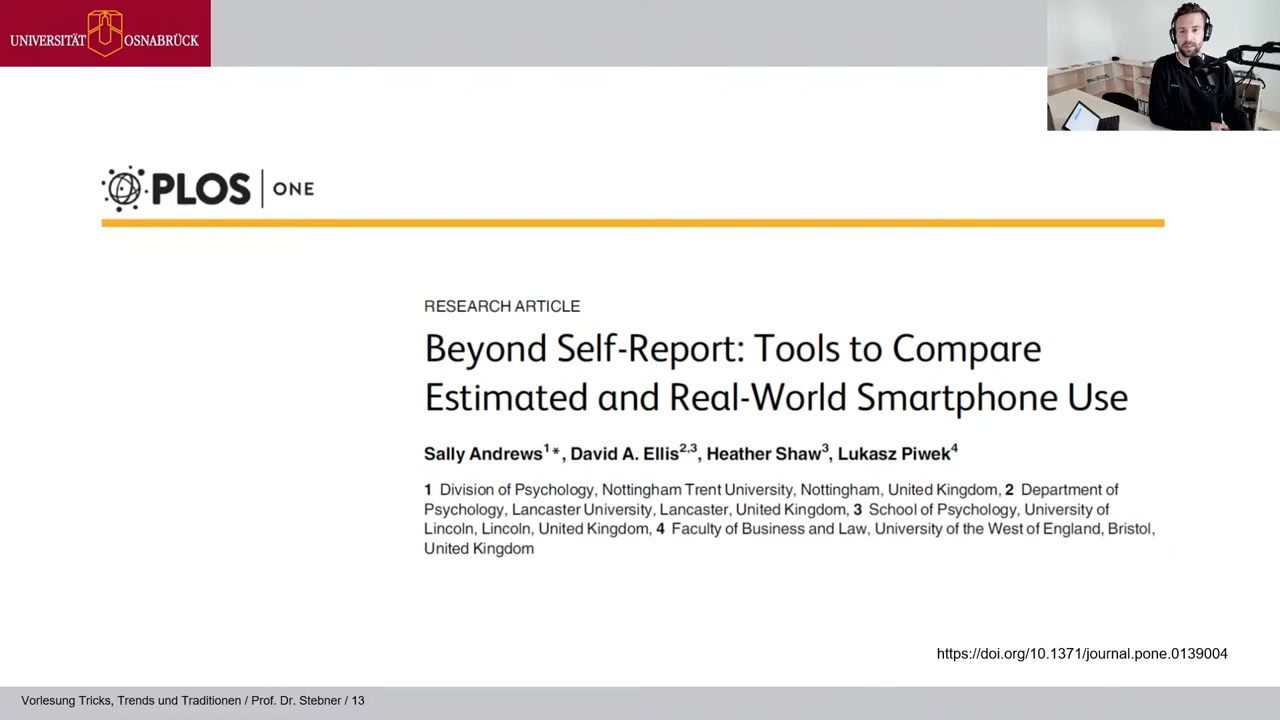 UNIVERSITÄT OSNABRÜCK
PLOS ONE
RESEARCH ARTICLE
Beyond Self-Report: Tools to Compare
Estimated and Real-World Smartphone Use
Sally Andrews1*, David A. Ellis2,3, Heather Shaw3, Lukasz Piwek4
1 Division of Psychology, Nottingham Trent University, Nottingham, United Kingdom, 2 Department of
Psychology, Lancaster University, Lancaster, United Kingdom, 3 School of Psychology, University of
Lincoln, Lincoln, United Kingdom, 4 Faculty of Business and Law, University of the West of England, Bristol,
United Kingdom
https://doi.org/10.1371/journal.pone.0139004
Vorlesung Tricks, Trends und Traditionen / Prof. Dr. Stebner / 13